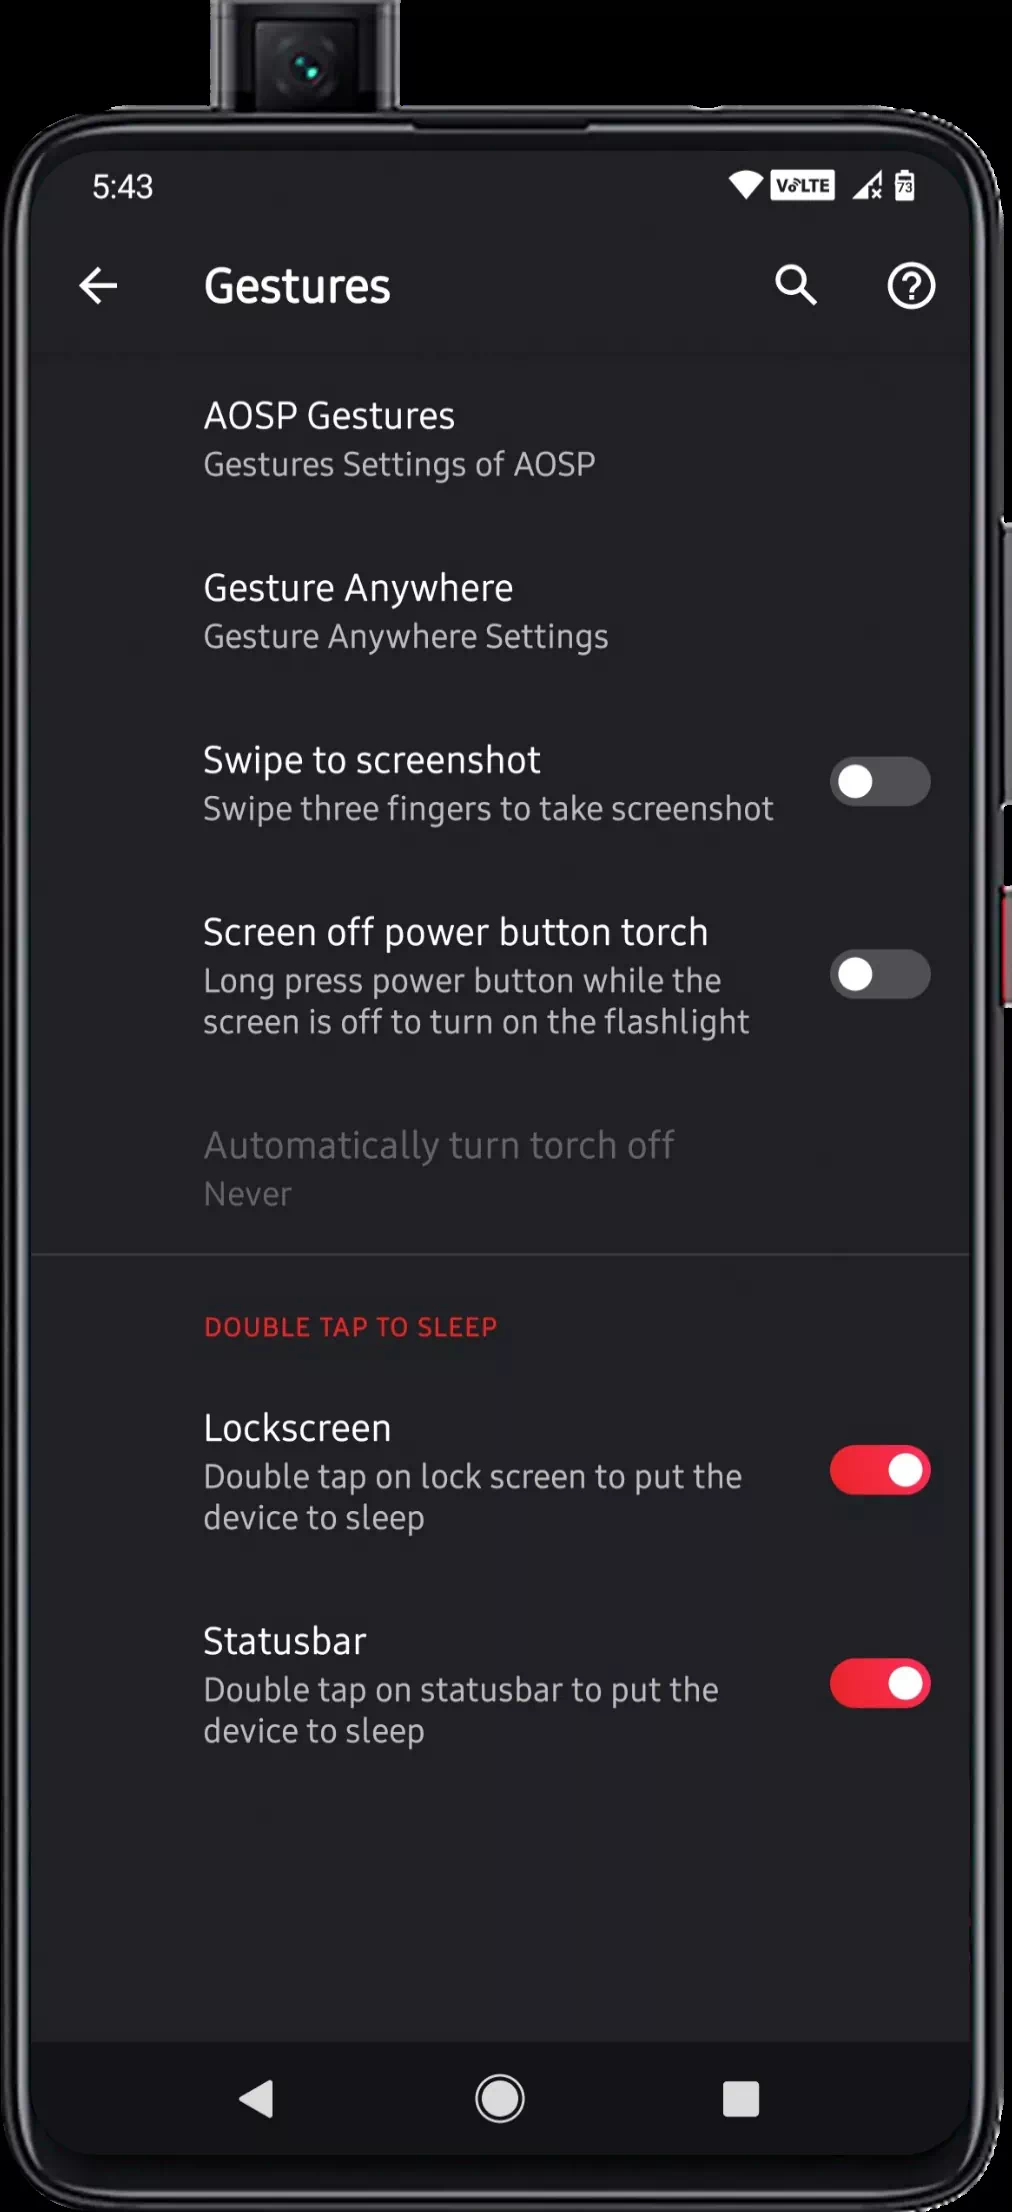 5:43
VoLTE
73
Gestures
AOSP Gestures
Gestures Settings of AOSP
Gesture Anywhere
Gesture Anywhere Settings
Swipe to screenshot
Swipe three fingers to take screenshot
Screen off power button torch
Long press power button while the
screen is off to turn on the flashlight
Automatically turn torch off
Never
DOUBLE TAP TO SLEEP
Lockscreen
Double tap on lock screen to put the
device to sleep
Statusbar
Double tap on statusbar to put the
device to sleep